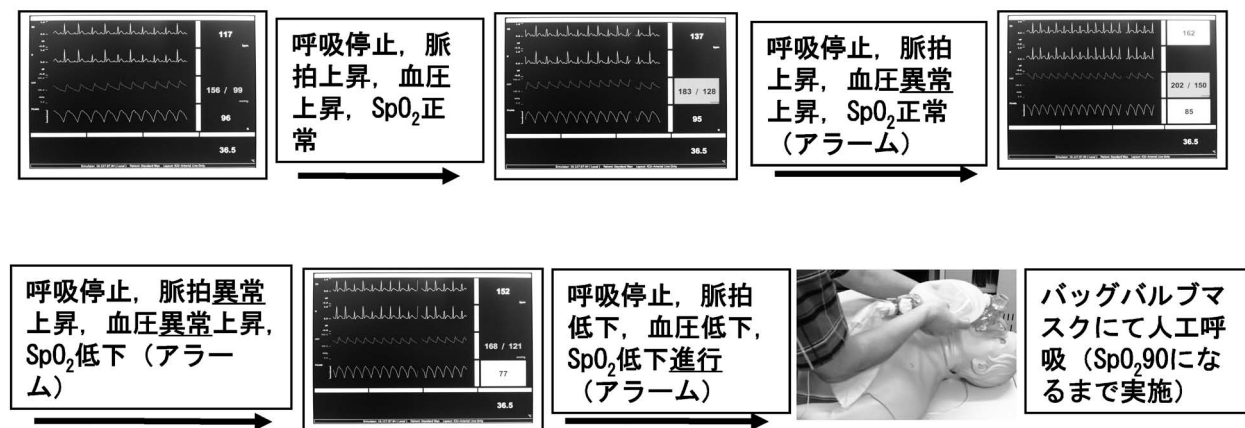 117
156 / 99
96
36.5
呼吸停止，脈
拍上昇，血圧
上昇，SpO₂正
常
137
183 / 128
95
36.5
呼吸停止，脈拍
上昇，血圧異常
上昇，SpO₂正常
（アラーム）
162
202 / 150
85
36.5
呼吸停止，脈拍異常
上昇，血圧異常上昇，
SpO₂低下（アラー
ム）
152
168 / 121
77
36.5
呼吸停止，脈拍
低下，血圧低下，
SpO₂低下進行
（アラーム）
バッグバルブマ
スクにて人工呼
吸（SpO₂90にな
るまで実施）